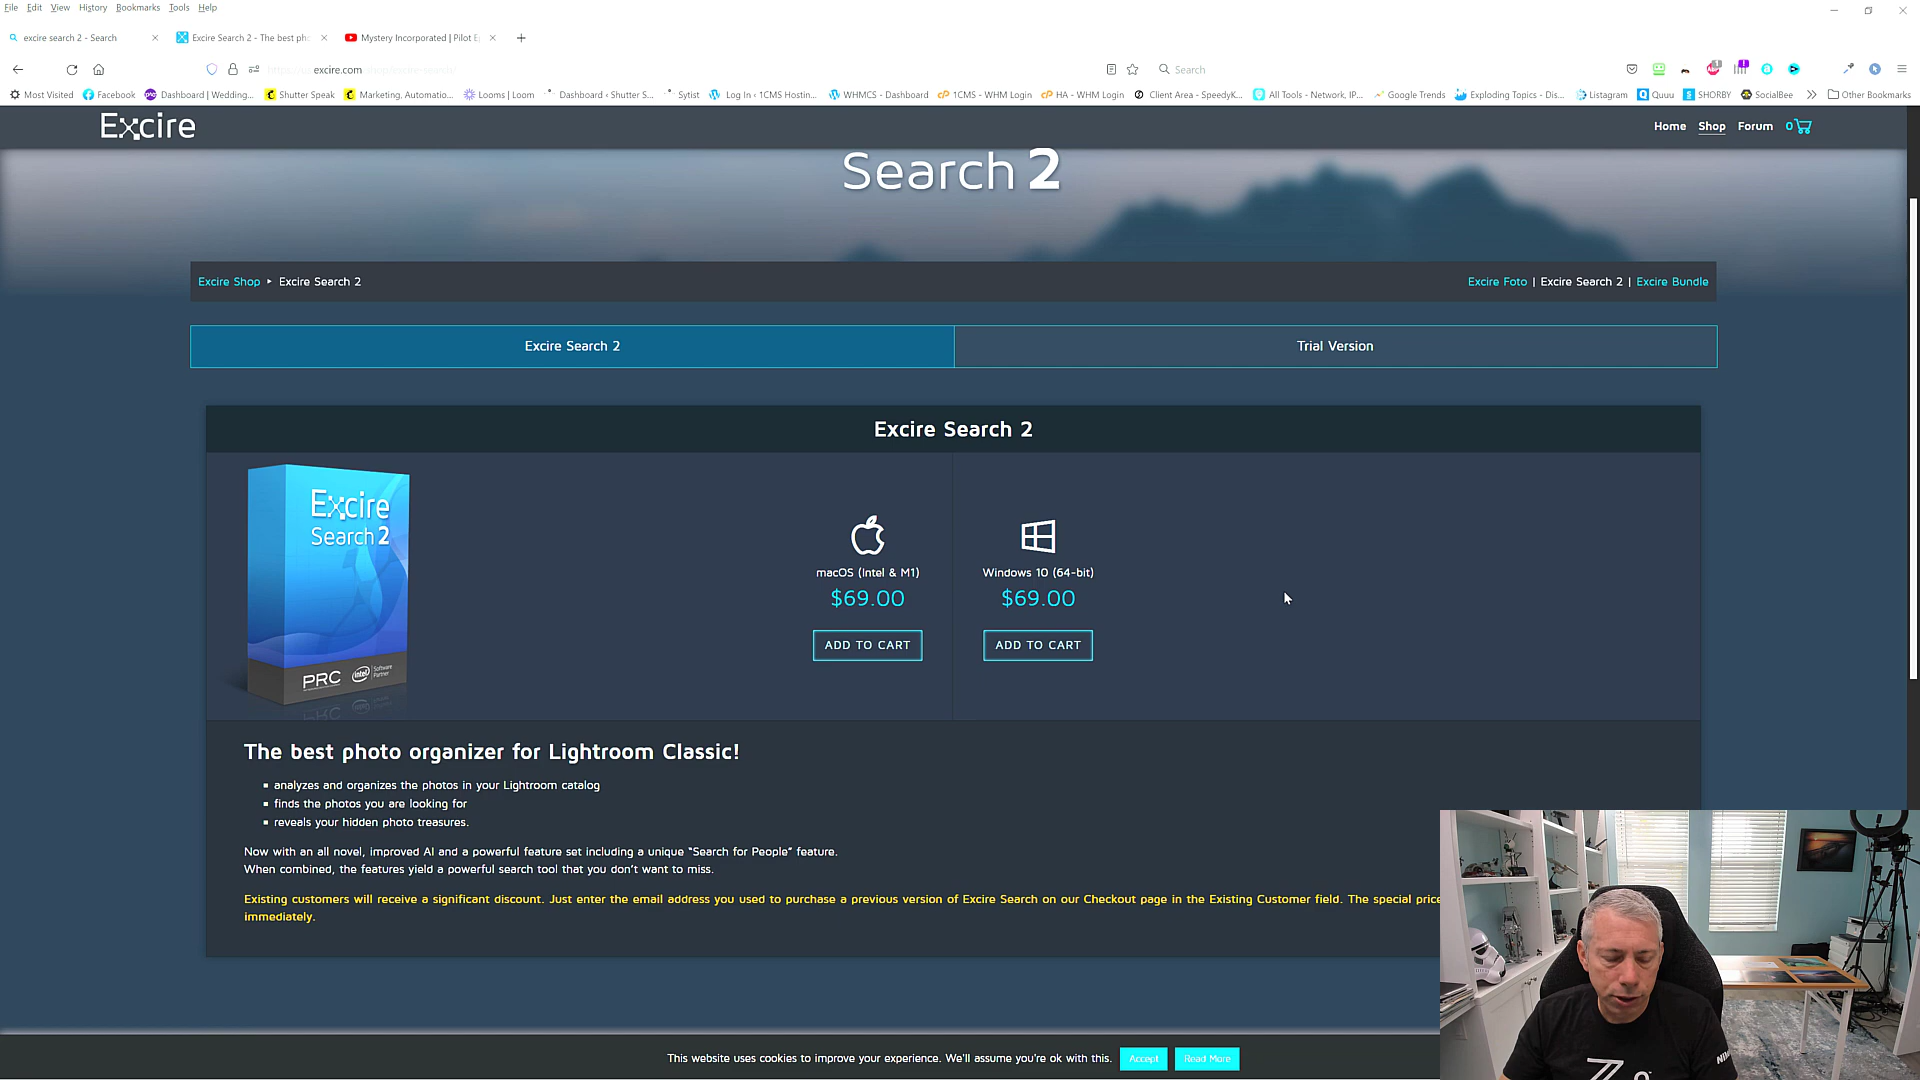 File Edit View History Bookmarks Tools Help
excire search 2 - Search
Excire Search 2 - The best ph
Mystery Incorporated | Pilot E
excire.com
Search
Most Visited Facebook Dashboard | Wedding... Shutter Speak Marketing, Automatio... Looms | Loom Dashboard ‹ Shutter S... Sytist Log In ‹ 1CMS Hostin... WHMCS - Dashboard 1CMS - WHM Login HA - WHM Login Client Area - SpeedyK... All Tools - Network, IP... Google Trends Exploding Topics - Dis... Listagram Quuu SHORBY SocialBee Other Bookmarks
Excire
Home Shop Forum 0
Search 2
Excire Shop ▸ Excire Search 2
Excire Foto | Excire Search 2 | Excire Bundle
Excire Search 2
Trial Version
Excire Search 2
Excire
Search 2
PRC intel Software Partner
macOS (Intel & M1)
$69.00
ADD TO CART
Windows 10 (64-bit)
$69.00
ADD TO CART
The best photo organizer for Lightroom Classic!
▪ analyzes and organizes the photos in your Lightroom catalog
▪ finds the photos you are looking for
▪ reveals your hidden photo treasures.
Now with an all novel, improved AI and a powerful feature set including a unique “Search for People” feature.
When combined, the features yield a powerful search tool that you don’t want to miss.
Existing customers will receive a significant discount. Just enter the email address you used to purchase a previous version of Excire Search on our Checkout page in the Existing Customer field. The special price
immediately.
This website uses cookies to improve your experience. We'll assume you're ok with this. Accept Read More